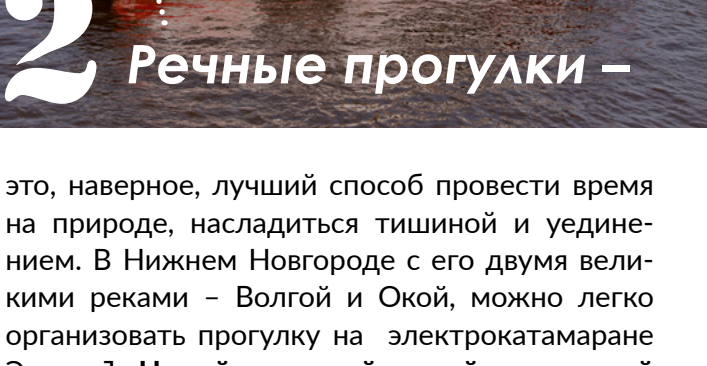 2
Речные прогулки –
это, наверное, лучший способ провести время
на природе, насладиться тишиной и уедине-
нием. В Нижнем Новгороде с его двумя вели-
кими реками – Волгой и Окой, можно легко
организовать прогулку на электрокатамаране